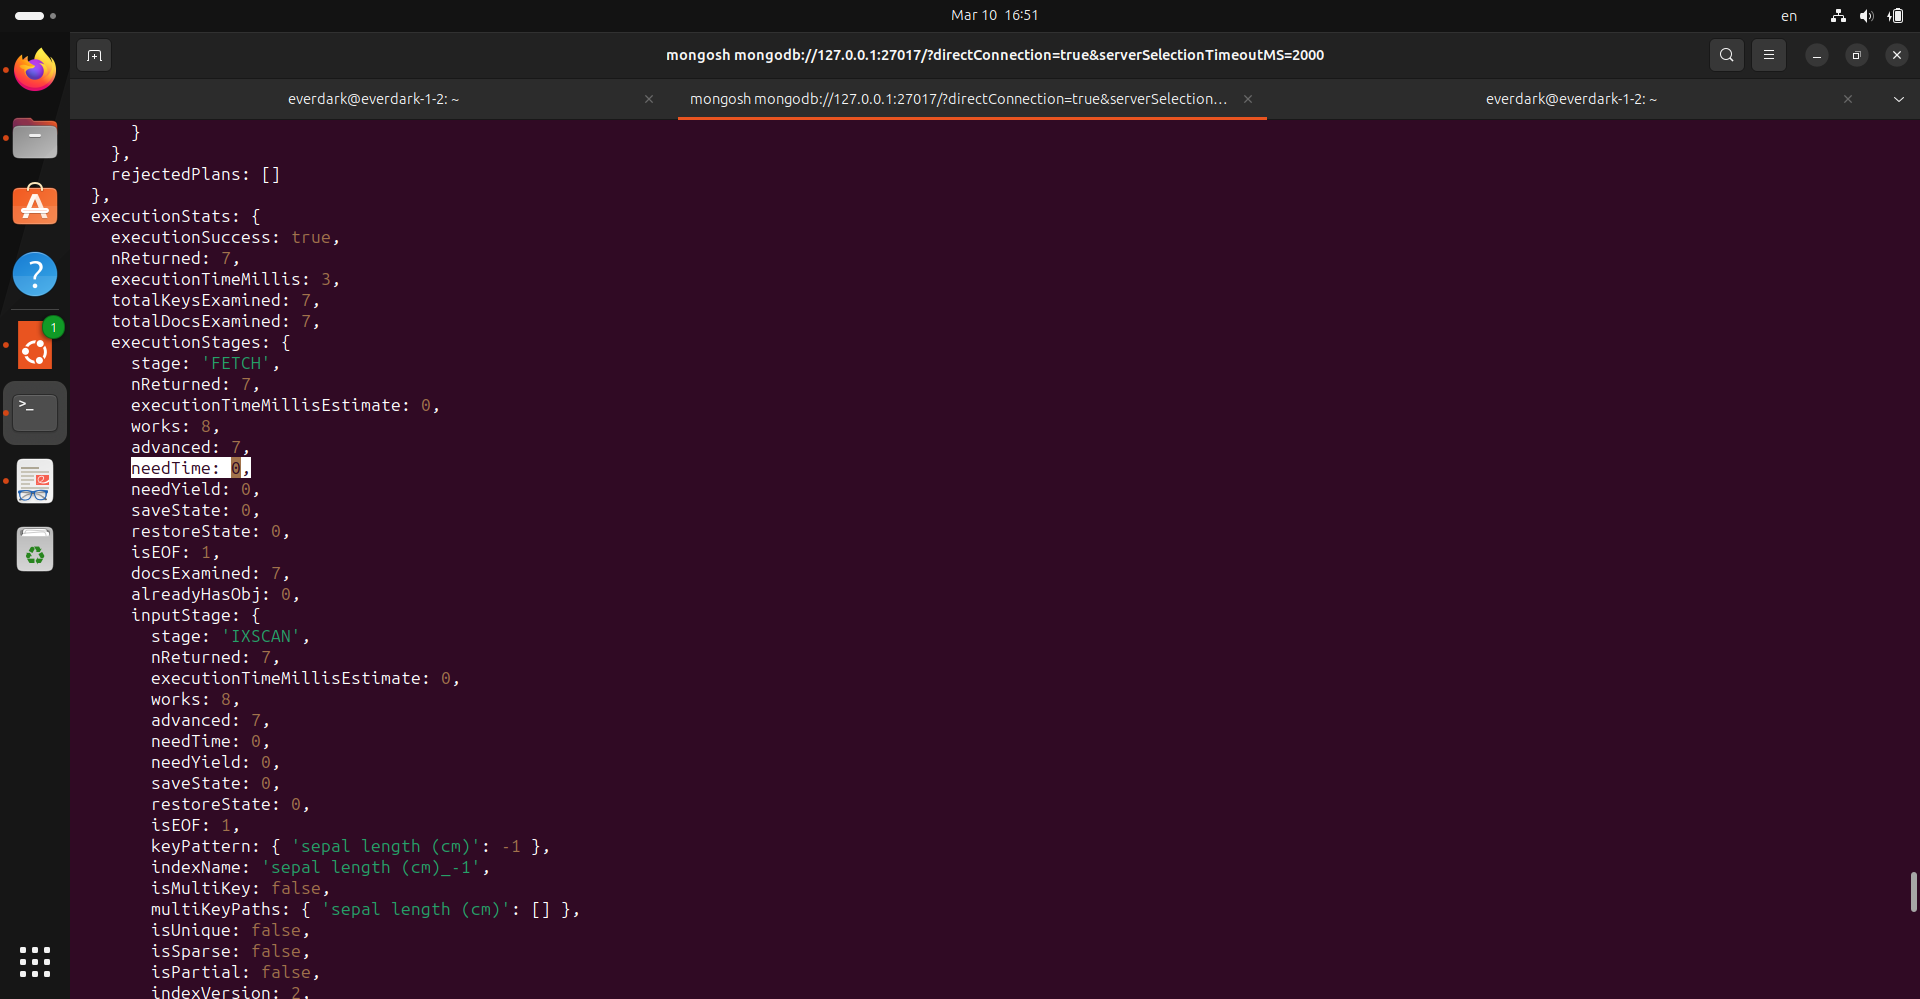 Mar 10  16:51
en
mongosh mongodb://127.0.0.1:27017/?directConnection=true&serverSelectionTimeoutMS=2000
everdark@everdark-1-2: ~
mongosh mongodb://127.0.0.1:27017/?directConnection=true&serverSelection…
everdark@everdark-1-2: ~
1
      }
    },
    rejectedPlans: []
  },
  executionStats: {
    executionSuccess: true,
    nReturned: 7,
    executionTimeMillis: 3,
    totalKeysExamined: 7,
    totalDocsExamined: 7,
    executionStages: {
      stage: 'FETCH',
      nReturned: 7,
      executionTimeMillisEstimate: 0,
      works: 8,
      advanced: 7,
      needTime: 0,
      needYield: 0,
      saveState: 0,
      restoreState: 0,
      isEOF: 1,
      docsExamined: 7,
      alreadyHasObj: 0,
      inputStage: {
        stage: 'IXSCAN',
        nReturned: 7,
        executionTimeMillisEstimate: 0,
        works: 8,
        advanced: 7,
        needTime: 0,
        needYield: 0,
        saveState: 0,
        restoreState: 0,
        isEOF: 1,
        keyPattern: { 'sepal length (cm)': -1 },
        indexName: 'sepal length (cm)_-1',
        isMultiKey: false,
        multiKeyPaths: { 'sepal length (cm)': [] },
        isUnique: false,
        isSparse: false,
        isPartial: false,
        indexVersion: 2,